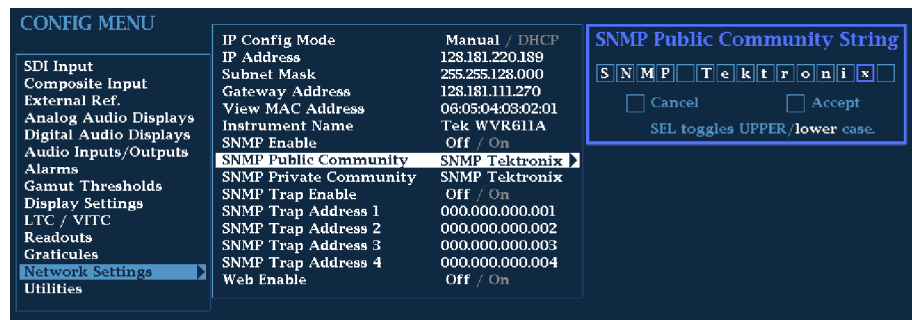 CONFIG MENU
SDI Input
Composite Input
External Ref.
Analog Audio Displays
Digital Audio Displays
Audio Inputs/Outputs
Alarms
Gamut Thresholds
Display Settings
LTC / VITC
Readouts
Graticules
Network Settings
Utilities
IP Config Mode Manual / DHCP
IP Address 128.181.220.189
Subnet Mask 255.255.128.000
Gateway Address 128.181.111.270
View MAC Address 06:05:04:03:02:01
Instrument Name Tek WVR611A
SNMP Enable Off / On
SNMP Public Community SNMP Tektronix
SNMP Private Community SNMP Tektronix
SNMP Trap Enable Off / On
SNMP Trap Address 1 000.000.000.001
SNMP Trap Address 2 000.000.000.002
SNMP Trap Address 3 000.000.000.003
SNMP Trap Address 4 000.000.000.004
Web Enable Off / On
SNMP Public Community String
SNMP Tektronix
Cancel Accept
SEL toggles UPPER/lower case.